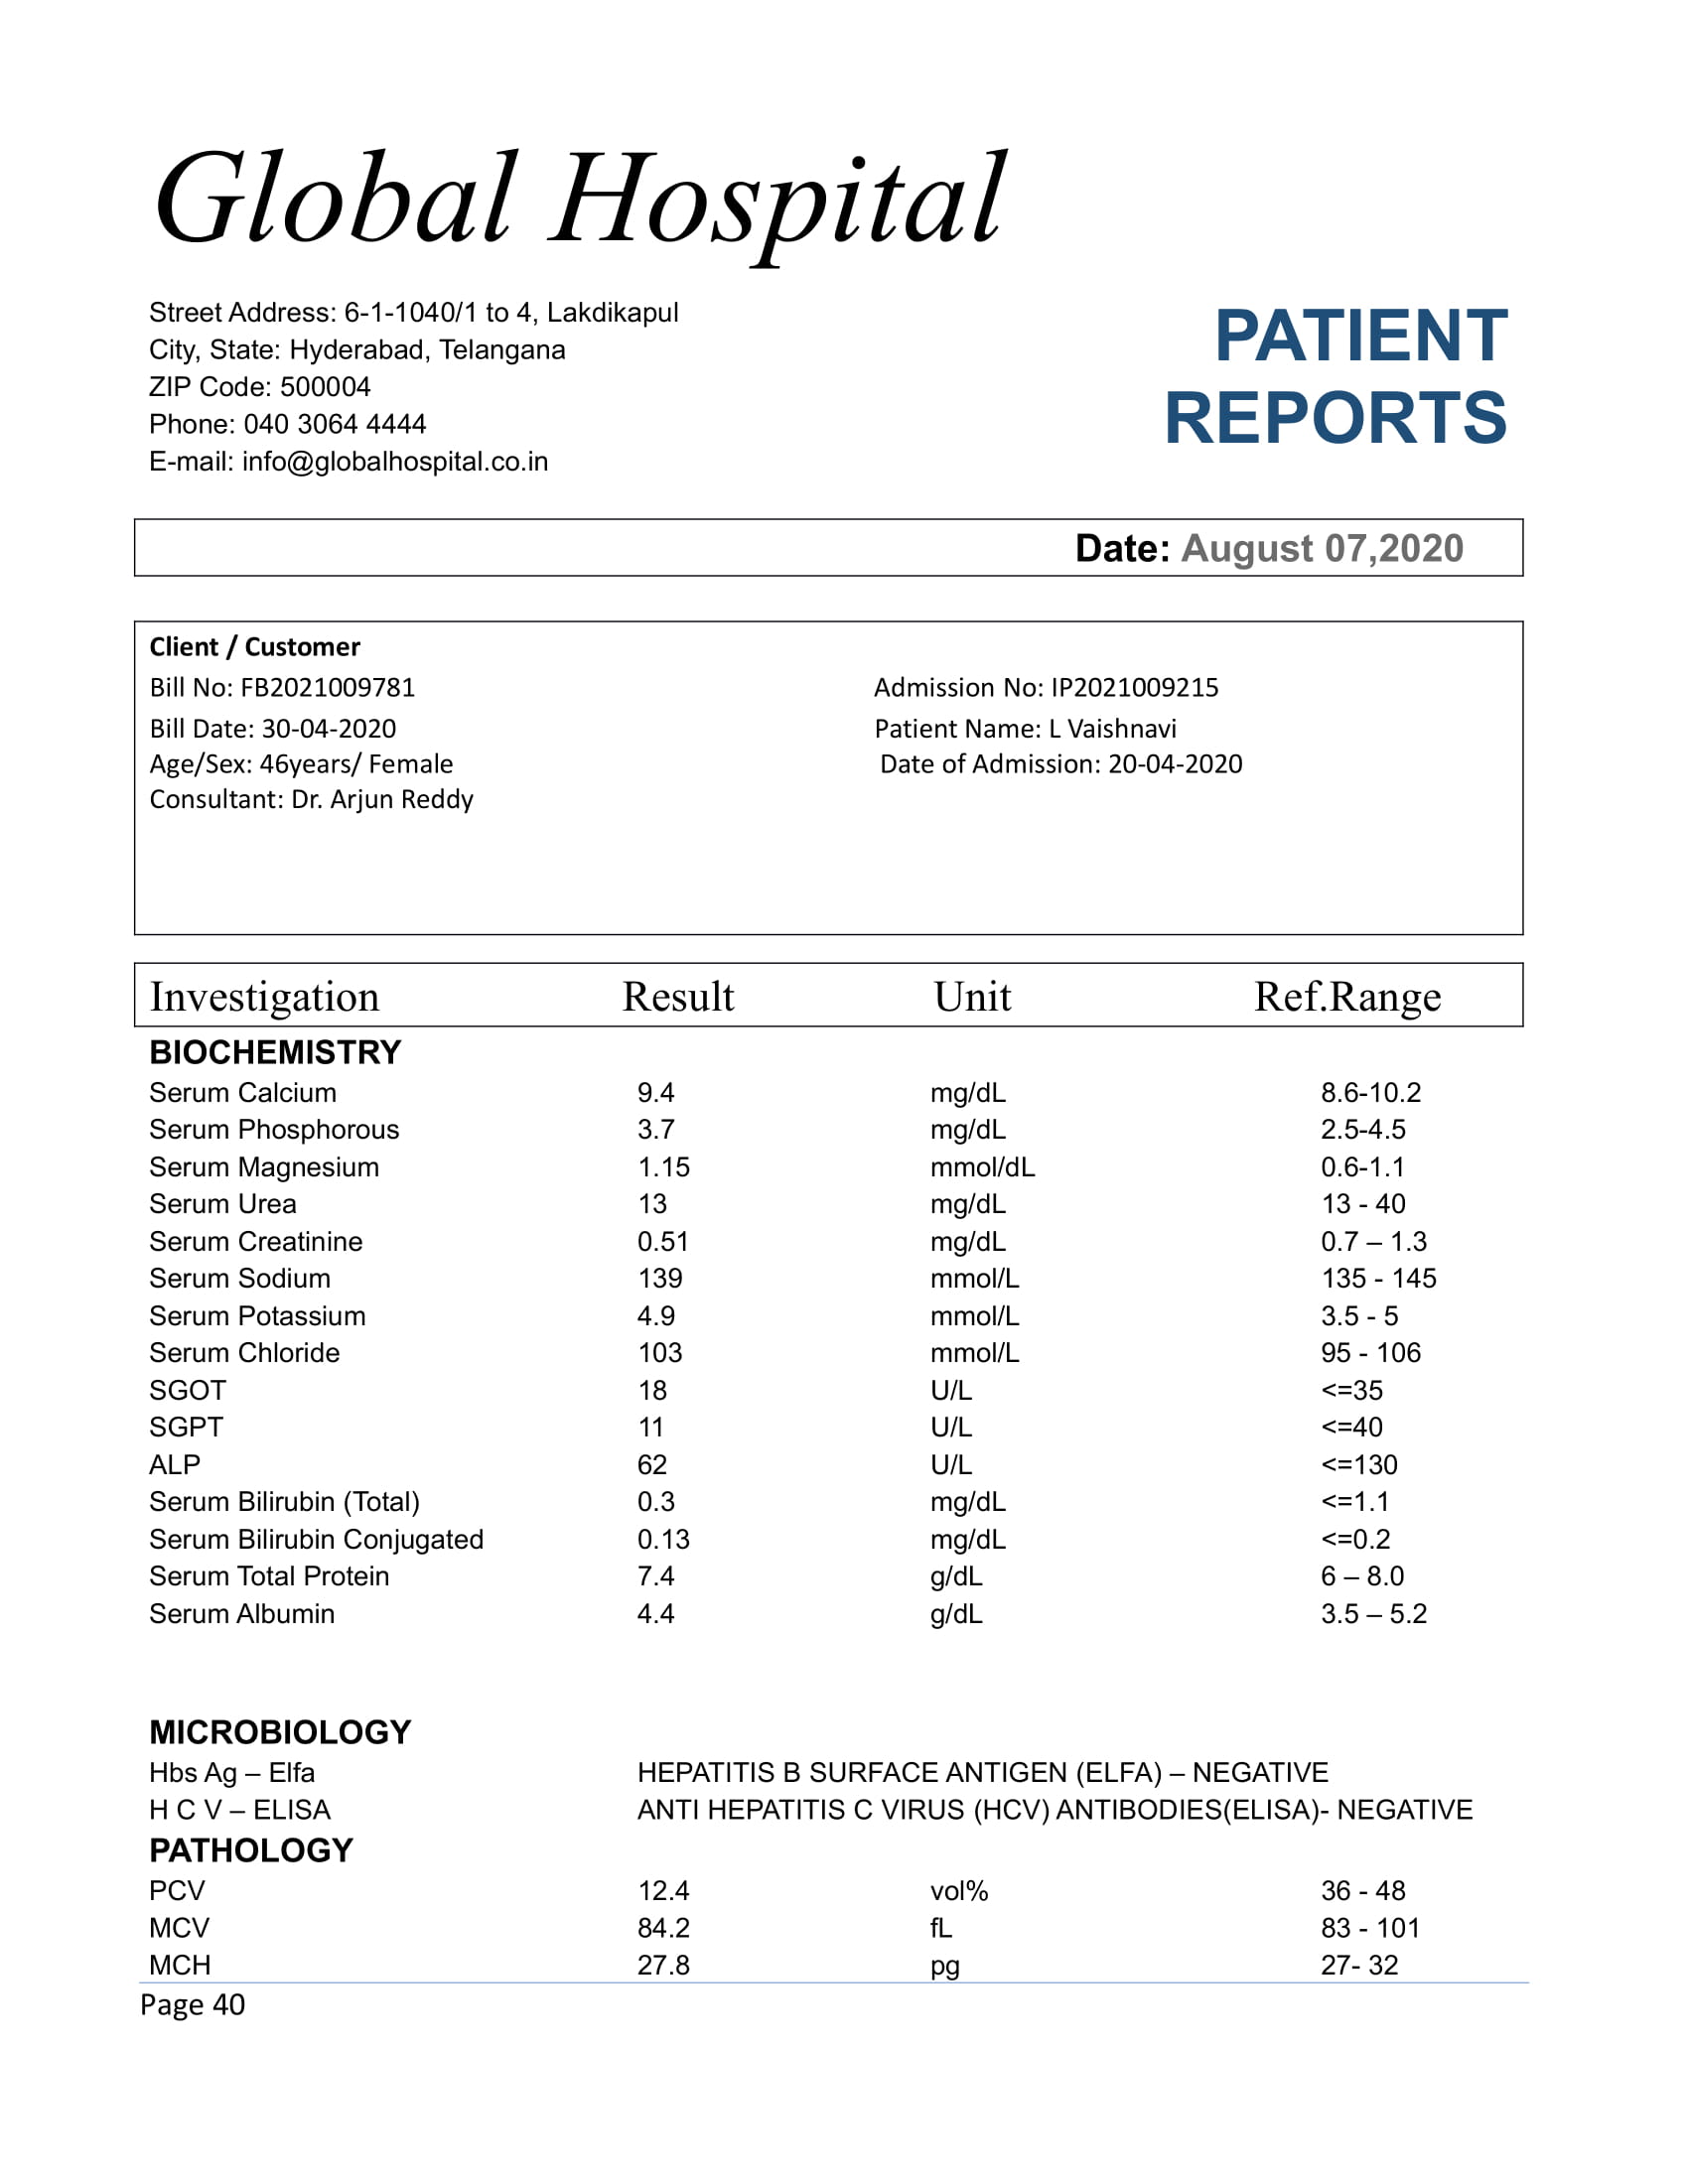 Global Hospital
Street Address: 6-1-1040/1 to 4, Lakdikapul
City, State: Hyderabad, Telangana
ZIP Code: 500004
Phone: 040 3064 4444
E-mail: info@globalhospital.co.in
PATIENT
REPORTS
Date: August 07,2020
Client / Customer
Bill No: FB2021009781 Admission No: IP2021009215
Bill Date: 30-04-2020 Patient Name: L Vaishnavi
Age/Sex: 46years/ Female Date of Admission: 20-04-2020
Consultant: Dr. Arjun Reddy
Investigation Result Unit Ref.Range
BIOCHEMISTRY
Serum Calcium 9.4 mg/dL 8.6-10.2
Serum Phosphorous 3.7 mg/dL 2.5-4.5
Serum Magnesium 1.15 mmol/dL 0.6-1.1
Serum Urea 13 mg/dL 13 - 40
Serum Creatinine 0.51 mg/dL 0.7 – 1.3
Serum Sodium 139 mmol/L 135 - 145
Serum Potassium 4.9 mmol/L 3.5 - 5
Serum Chloride 103 mmol/L 95 - 106
SGOT 18 U/L <=35
SGPT 11 U/L <=40
ALP 62 U/L <=130
Serum Bilirubin (Total) 0.3 mg/dL <=1.1
Serum Bilirubin Conjugated 0.13 mg/dL <=0.2
Serum Total Protein 7.4 g/dL 6 – 8.0
Serum Albumin 4.4 g/dL 3.5 – 5.2
MICROBIOLOGY
Hbs Ag – Elfa HEPATITIS B SURFACE ANTIGEN (ELFA) – NEGATIVE
H C V – ELISA ANTI HEPATITIS C VIRUS (HCV) ANTIBODIES(ELISA)- NEGATIVE
PATHOLOGY
PCV 12.4 vol% 36 - 48
MCV 84.2 fL 83 - 101
MCH 27.8 pg 27- 32
Page 40